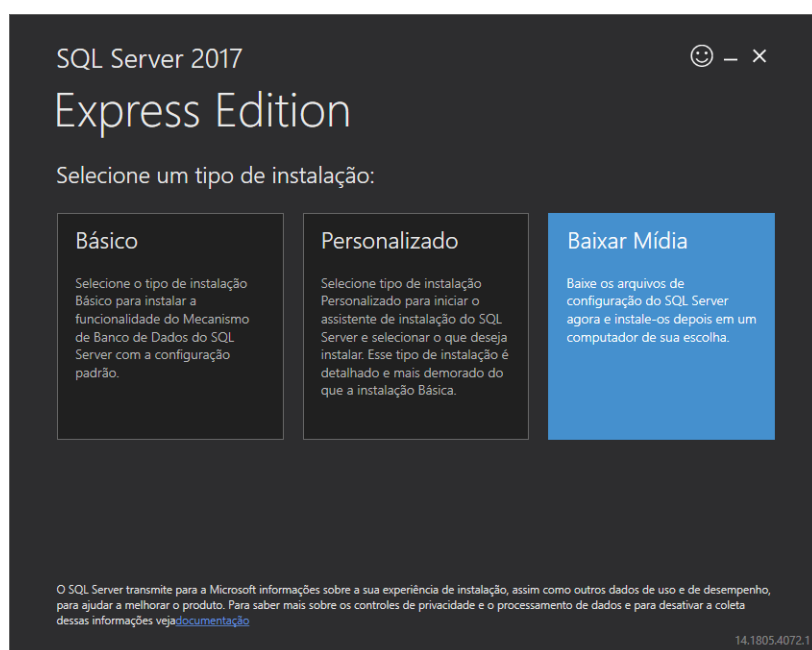 SQL Server 2017
Express Edition
Selecione um tipo de instalação:
Básico
Selecione o tipo de instalação
Básico para instalar a
funcionalidade do Mecanismo
de Banco de Dados do SQL
Server com a configuração
padrão.
Personalizado
Selecione tipo de instalação
Personalizado para iniciar o
assistente de instalação do SQL
Server e selecionar o que deseja
instalar. Esse tipo de instalação é
detalhado e mais demorado do
que a instalação Básica.
Baixar Mídia
Baixe os arquivos de
configuração do SQL Server
agora e instale-os depois em um
computador de sua escolha.
O SQL Server transmite para a Microsoft informações sobre a sua experiência de instalação, assim como outros dados de uso e de desempenho,
para ajudar a melhorar o produto. Para saber mais sobre os controles de privacidade e o processamento de dados e para desativar a coleta
dessas informações vejadocumentação
14.1805.4072.1